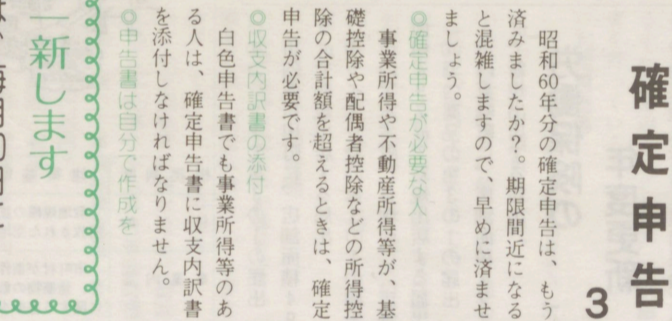 確定申告
3
昭和60年分の確定申告は、もう
済みましたか？。期限間近になる
と混雑しますので、早めに済ませ
ましょう。
◎確定申告が必要な人
事業所得や不動産所得等が、基
礎控除や配偶者控除などの所得控
除の合計額を超えるときは、確定
申告が必要です。
◎収支内訳書の添付
白色申告書でも事業所得等のあ
る人は、確定申告書に収支内訳書
を添付しなければなりません。
◎申告書は自分で作成を
一新します